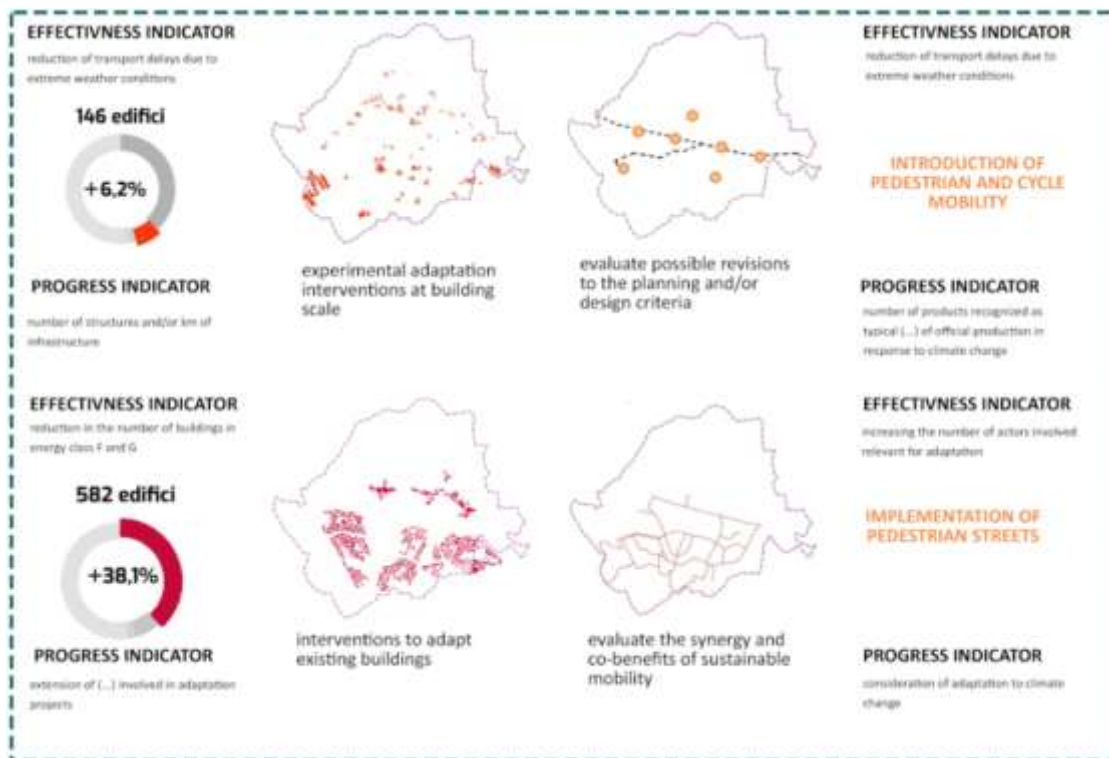 EFFECTIVNESS INDICATOR
reduction of transport delays due to
extreme weather conditions
146 edifici
+6,2%
PROGRESS INDICATOR
number of structures and/or km of
infrastructure
experimental adaptation
interventions at building
scale
evaluate possible revisions
to the planning and/or
design criteria
EFFECTIVNESS INDICATOR
reduction of transport delays due to
extreme weather conditions
INTRODUCTION OF
PEDESTRIAN AND CYCLE
MOBILITY
PROGRESS INDICATOR
number of products recognized as
typical (...) of official production in
response to climate change
EFFECTIVNESS INDICATOR
reduction in the number of buildings in
energy class F and G
582 edifici
+38,1%
PROGRESS INDICATOR
extension of (...) involved in adaptation
projects
interventions to adapt
existing buildings
evaluate the synergy and
co-benefits of sustainable
mobility
EFFECTIVNESS INDICATOR
increasing the number of actors involved
relevant for adaptation
IMPLEMENTATION OF
PEDESTRIAN STREETS
PROGRESS INDICATOR
consideration of adaptation to climate
change